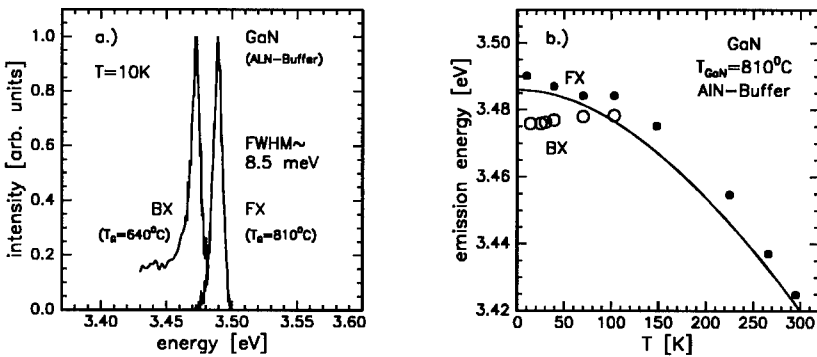 a.)
GaN
(ALN-Buffer)
T=10K
FWHM~
8.5 meV
BX
(Tg=640°C)
FX
(Tg=810°C)
intensity [arb. units]
1.0
0.8
0.6
0.4
0.2
0.0
3.40 3.45 3.50 3.55 3.60
energy [eV]
b.)
GaN
T_GaN=810°C
AlN-Buffer
FX
BX
emission energy [eV]
3.50
3.48
3.46
3.44
3.42
0 50 100 150 200 250 300
T [K]